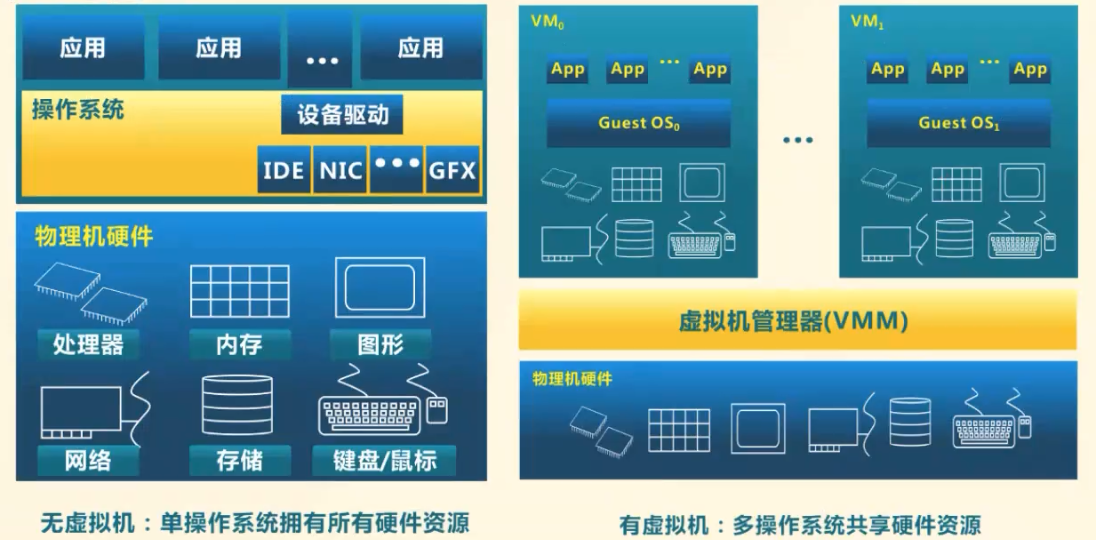 应用 应用 ... 应用
操作系统
设备驱动
IDE NIC ... GFX
物理机硬件
处理器 内存 图形
网络 存储 键盘/鼠标
无虚拟机：单操作系统拥有所有硬件资源
VM₀
App App ... App
Guest OS₀
...
VM₁
App App ... App
Guest OS₁
虚拟机管理器(VMM)
物理机硬件
有虚拟机：多操作系统共享硬件资源